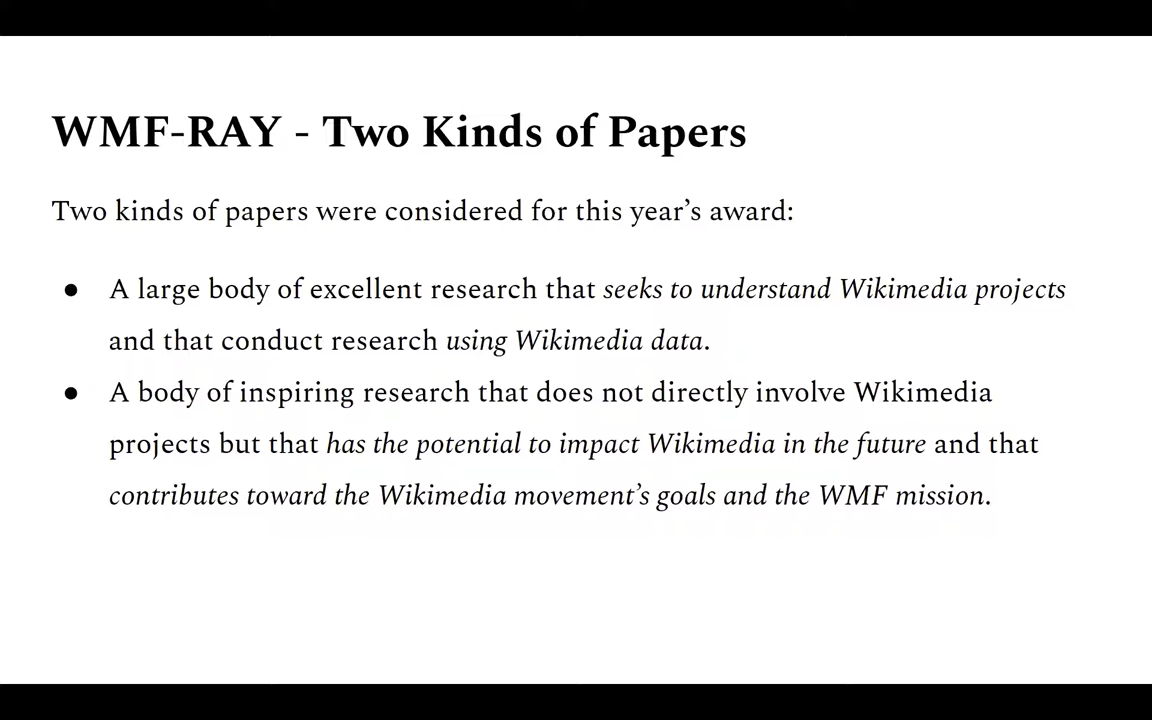 WMF-RAY - Two Kinds of Papers
Two kinds of papers were considered for this year’s award:
● A large body of excellent research that seeks to understand Wikimedia projects
and that conduct research using Wikimedia data.
● A body of inspiring research that does not directly involve Wikimedia
projects but that has the potential to impact Wikimedia in the future and that
contributes toward the Wikimedia movement’s goals and the WMF mission.